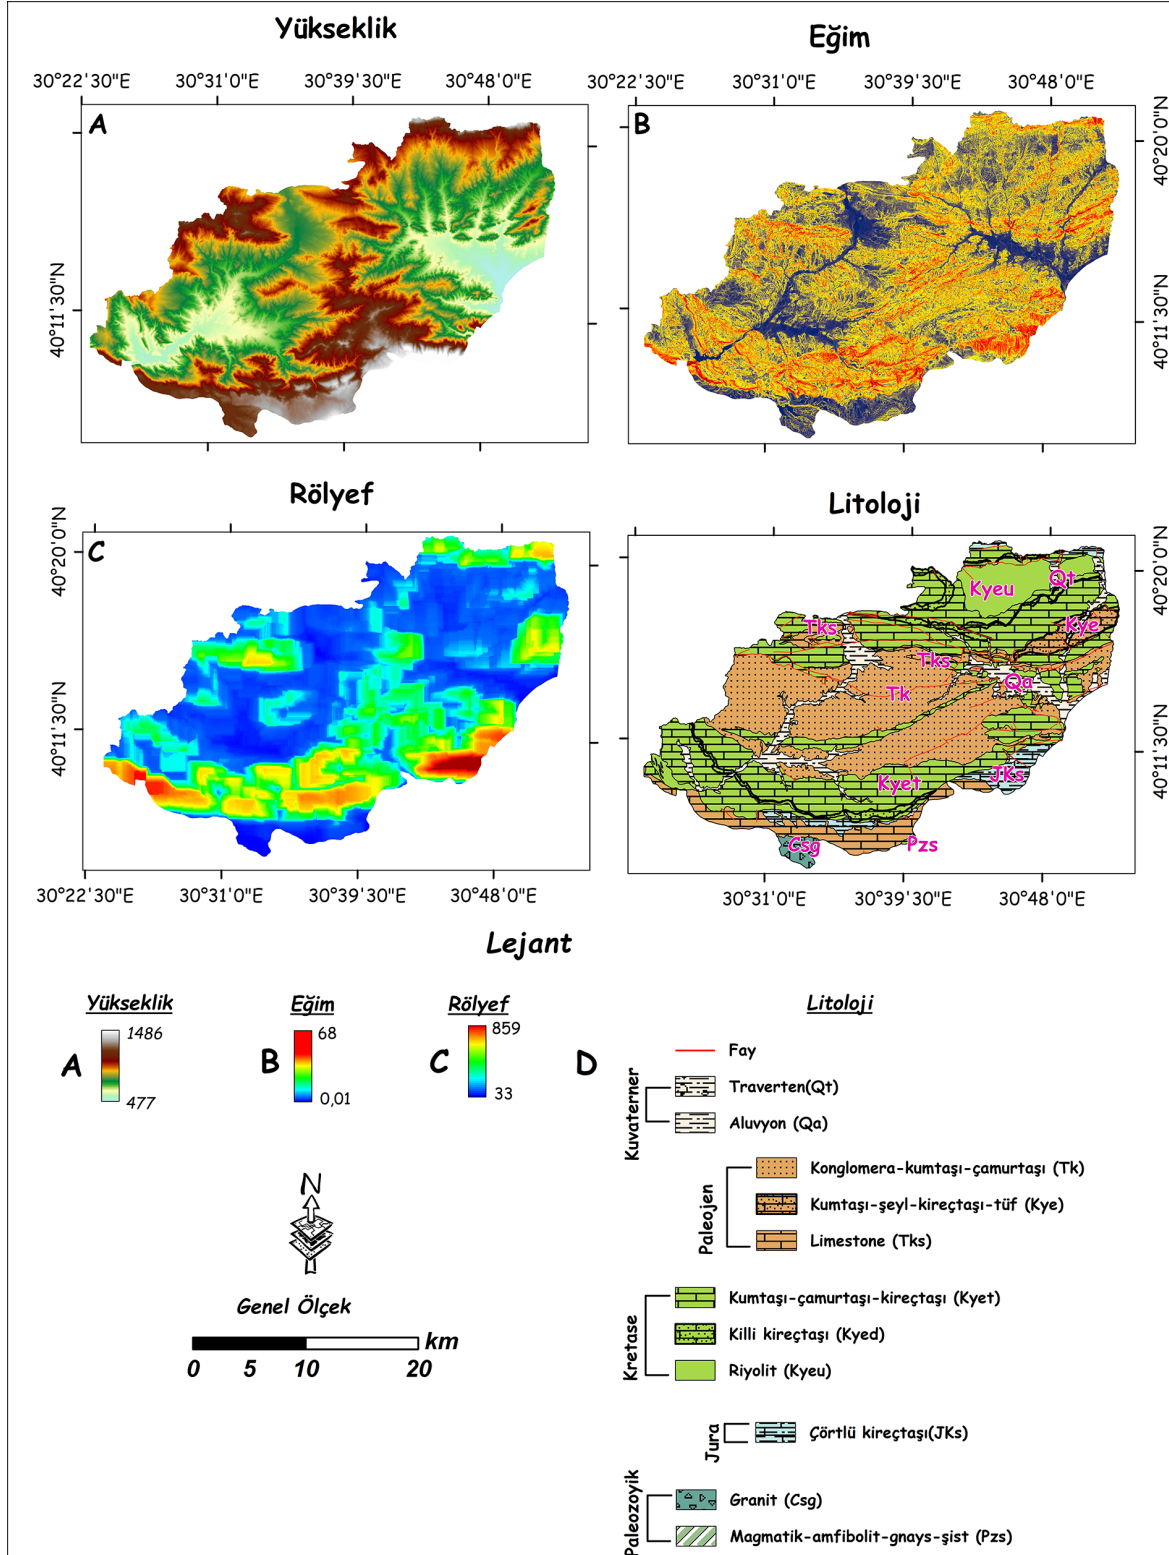 Yükseklik
Eğim
30°22'30"E 30°31'0"E 30°39'30"E 30°48'0"E
30°22'30"E 30°31'0"E 30°39'30"E 30°48'0"E
A
B
40°11'30"N
40°20'0"N
40°11'30"N
Rölyef
Litoloji
C
40°20'0"N
40°11'30"N
40°20'0"N
40°11'30"N
Kyeu
Qt
Tks
Kye
Tks
Qa
Tk
Kyet
JKs
Csg
Pzs
30°22'30"E 30°31'0"E 30°39'30"E 30°48'0"E
30°31'0"E 30°39'30"E 30°48'0"E
Lejant
Yükseklik
1486
A
477
Eğim
68
B
0,01
Rölyef
859
C
33
Litoloji
D
Fay
Kuvaterner
Traverten(Qt)
Aluvyon (Qa)
Paleojen
Konglomera-kumtaşı-çamurtaşı (Tk)
Kumtaşı-şeyl-kireçtaşı-tüf (Kye)
Limestone (Tks)
Kretase
Kumtaşı-çamurtaşı-kireçtaşı (Kyet)
Killi kireçtaşı (Kyed)
Riyolit (Kyeu)
Jura
Çörtlü kireçtaşı(JKs)
Paleozoyik
Granit (Csg)
Magmatik-amfibolit-gnays-şist (Pzs)
N
Genel Ölçek
km
0 5 10 20